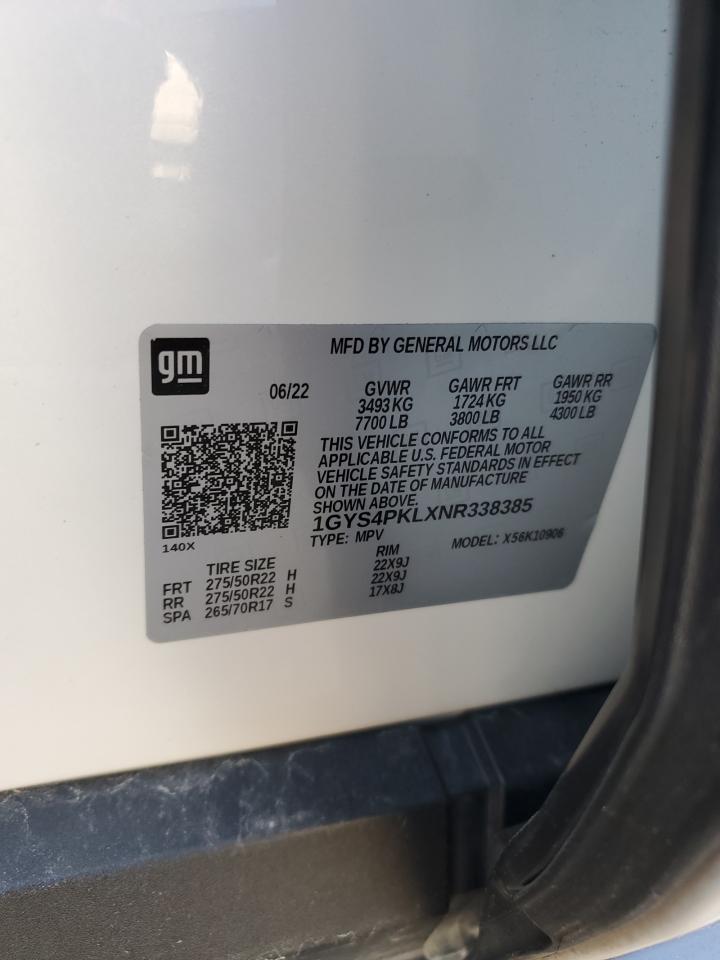 gm
MFD BY GENERAL MOTORS LLC
06/22 GVWR GAWR FRT GAWR RR
3493 KG 1724 KG 1950 KG
7700 LB 3800 LB 4300 LB
THIS VEHICLE CONFORMS TO ALL
APPLICABLE U.S. FEDERAL MOTOR
VEHICLE SAFETY STANDARDS IN EFFECT
ON THE DATE OF MANUFACTURE
SHOWN ABOVE.
1GYS4PKLXNR338385
140X
TYPE: MPV MODEL: X56K10906
TIRE SIZE RIM
FRT 275/50R22 H 22X9J
RR 275/50R22 H 22X9J
SPA 265/70R17 S 17X8J